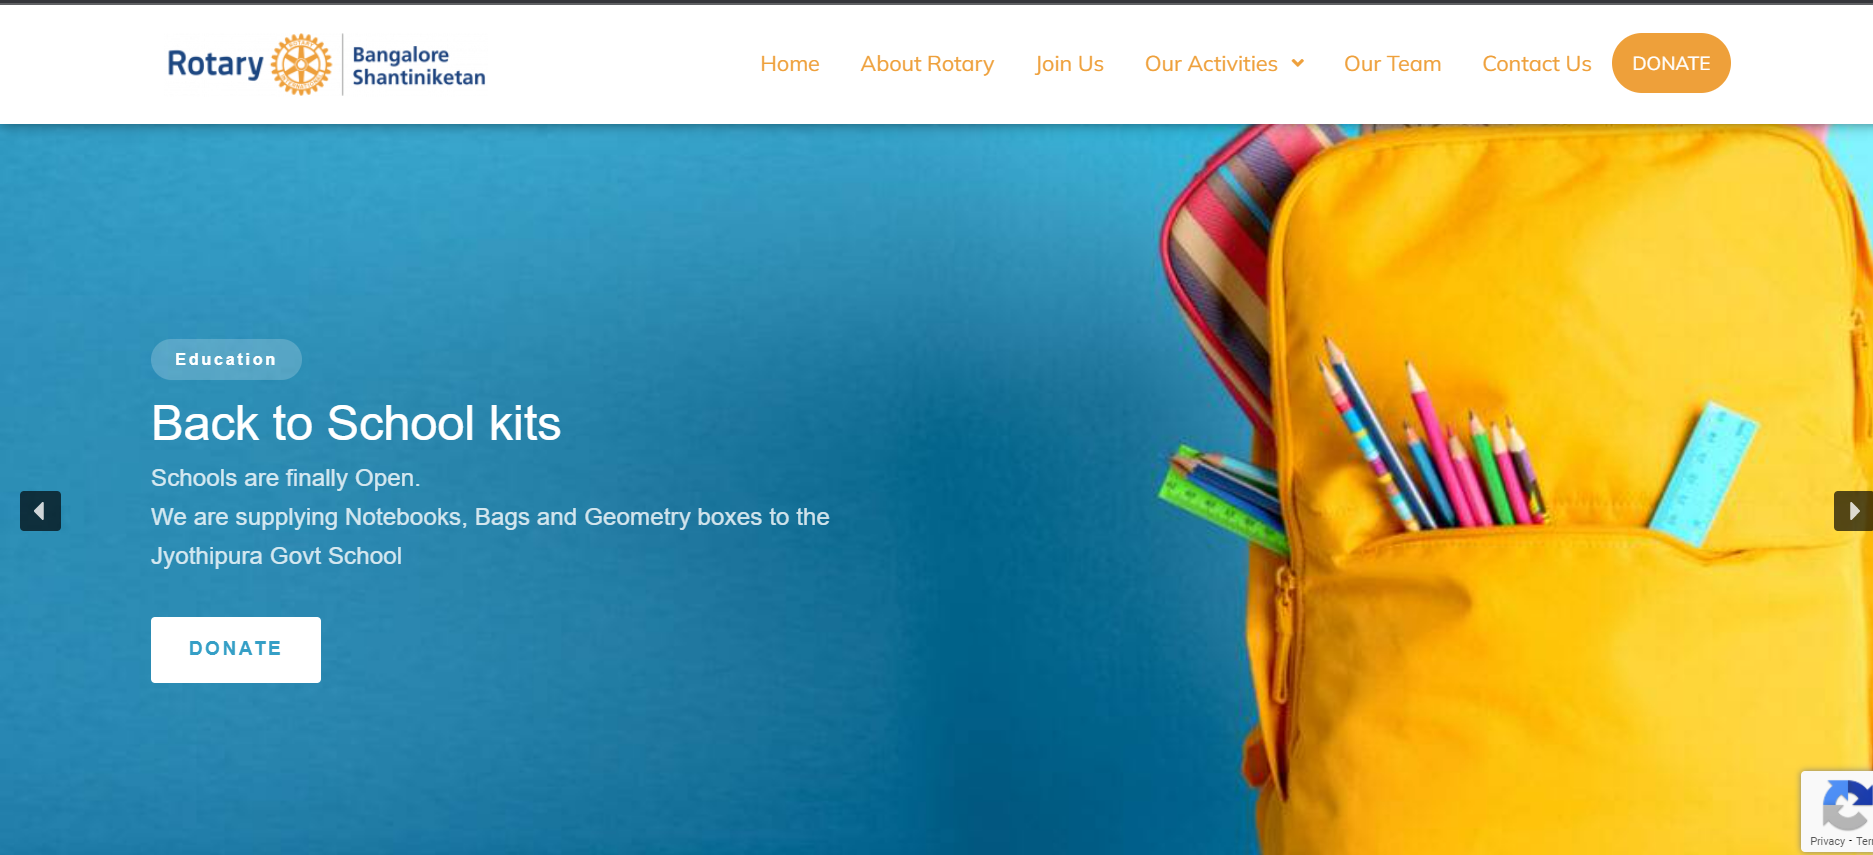 Rotary
Bangalore
Shantiniketan
Home
About Rotary
Join Us
Our Activities
Our Team
Contact Us
DONATE
Education
Back to School kits
Schools are finally Open.
We are supplying Notebooks, Bags and Geometry boxes to the
Jyothipura Govt School
DONATE
Privacy -